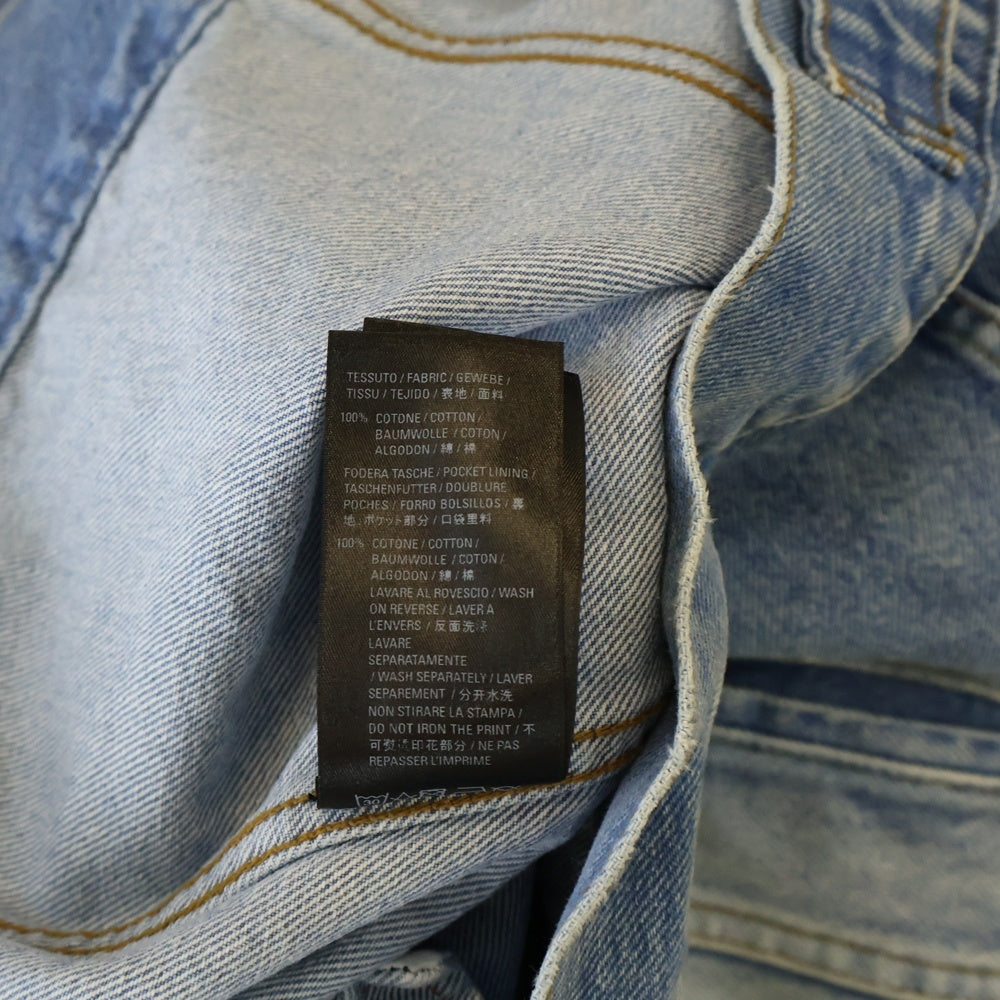 TESSUTO / FABRIC / GEWEBE /
TISSU / TEJIDO / 表地 / 面料
100% COTONE / COTTON /
BAUMWOLLE / COTON /
ALGODON / 綿 / 棉
FODERA TASCHE / POCKET LINING /
TASCHENFUTTER / DOUBLURE
POCHES / FORRO BOLSILLOS / 裏
地 ポケット部分 / 口袋里料
100% COTONE / COTTON /
BAUMWOLLE / COTON /
ALGODON / 綿 / 棉
LAVARE AL ROVESCIO / WASH
ON REVERSE / LAVER A
L'ENVERS / 反面洗涤
LAVARE
SEPARATAMENTE
/ WASH SEPARATELY / LAVER
SEPAREMENT / 分开水洗
NON STIRARE LA STAMPA /
DO NOT IRON THE PRINT / 不
可熨烫印花部分 / NE PAS
REPASSER L'IMPRIME